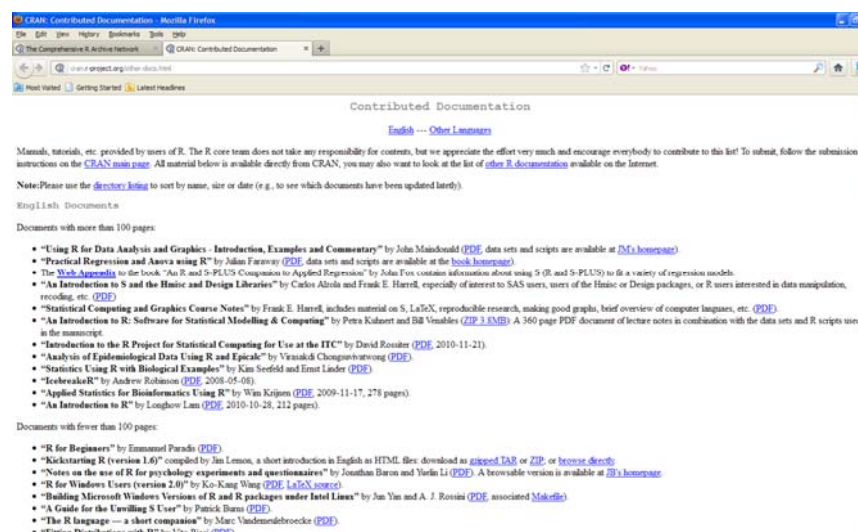 CRAN: Contributed Documentation - Mozilla Firefox
File Edit View History Bookmarks Tools Help
The Comprehensive R Archive Network CRAN: Contributed Documentation
cran.r-project.org/other-docs.html
Yahoo
Most Visited Getting Started Latest Headlines
Contributed Documentation
English --- Other Languages
Manuals, tutorials, etc. provided by users of R. The R core team does not take any responsibility for contents, but we appreciate the effort very much and encourage everybody to contribute to this list! To submit, follow the submission
instructions on the CRAN main page. All material below is available directly from CRAN, you may also want to look at the list of other R documentation available on the Internet.
Note:Please use the directory listing to sort by name, size or date (e.g., to see which documents have been updated lately).
English Documents
Documents with more than 100 pages:
• “Using R for Data Analysis and Graphics - Introduction, Examples and Commentary” by John Maindonald (PDF, data sets and scripts are available at JM's homepage).
• “Practical Regression and Anova using R” by Julian Faraway (PDF, data sets and scripts are available at the book homepage).
• The Web Appendix to the book “An R and S-PLUS Companion to Applied Regression” by John Fox contains information about using S (R and S-PLUS) to fit a variety of regression models.
• “An Introduction to S and the Hmisc and Design Libraries” by Carlos Alzola and Frank E. Harrell, especially of interest to SAS users, users of the Hmisc or Design packages, or R users interested in data manipulation,
recoding, etc. (PDF)
• “Statistical Computing and Graphics Course Notes” by Frank E. Harrell, includes material on S, LaTeX, reproducible research, making good graphs, brief overview of computer languages, etc. (PDF).
• “An Introduction to R: Software for Statistical Modelling & Computing” by Petra Kuhnert and Bill Venables (ZIP 3.8MB): A 360 page PDF document of lecture notes in combination with the data sets and R scripts used
in the manuscript.
• “Introduction to the R Project for Statistical Computing for Use at the ITC” by David Rossiter (PDF, 2010-11-21).
• “Analysis of Epidemiological Data Using R and Epicalc” by Virasakdi Chongsuvivatwong (PDF).
• “Statistics Using R with Biological Examples” by Kim Seefeld and Ernst Linder (PDF).
• “IcebreakeR” by Andrew Robinson (PDF, 2008-05-08).
• “Applied Statistics for Bioinformatics Using R” by Wim Krijnen (PDF, 2009-11-17, 278 pages).
• “An Introduction to R” by Longhow Lam (PDF, 2010-10-28, 212 pages).
Documents with fewer than 100 pages:
• “R for Beginners” by Emmanuel Paradis (PDF).
• “Kickstarting R (version 1.6)” compiled by Jim Lemon, a short introduction in English as HTML files: download as gzipped TAR or ZIP, or browse directly.
• “Notes on the use of R for psychology experiments and questionnaires” by Jonathan Baron and Yuelin Li (PDF). A browsable version is available at JB's homepage.
• “R for Windows Users (version 2.0)” by Ko-Kang Wang (PDF, LaTeX source).
• “Building Microsoft Windows Versions of R and R packages under Intel Linux” by Jun Yan and A. J. Rossini (PDF, associated Makefile).
• “A Guide for the Unwilling S User” by Patrick Burns (PDF).
• “The R language — a short companion” by Marc Vandemeulebroecke (PDF).
• “Fitting Distributions with R” by Vito Ricci (PDF).